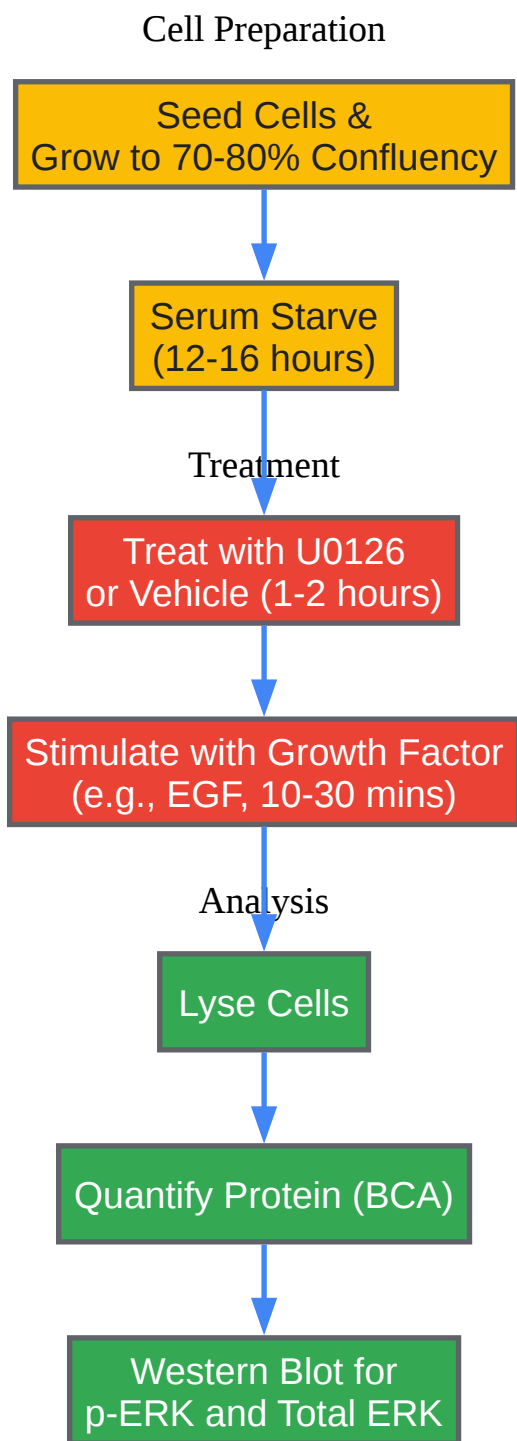 Cell Preparation
Seed Cells &
Grow to 70-80% Confluency
Serum Starve
(12-16 hours)
Treatment
Treat with U0126
or Vehicle (1-2 hours)
Stimulate with Growth Factor
(e.g., EGF, 10-30 mins)
Analysis
Lyse Cells
Quantify Protein (BCA)
Western Blot for
p-ERK and Total ERK